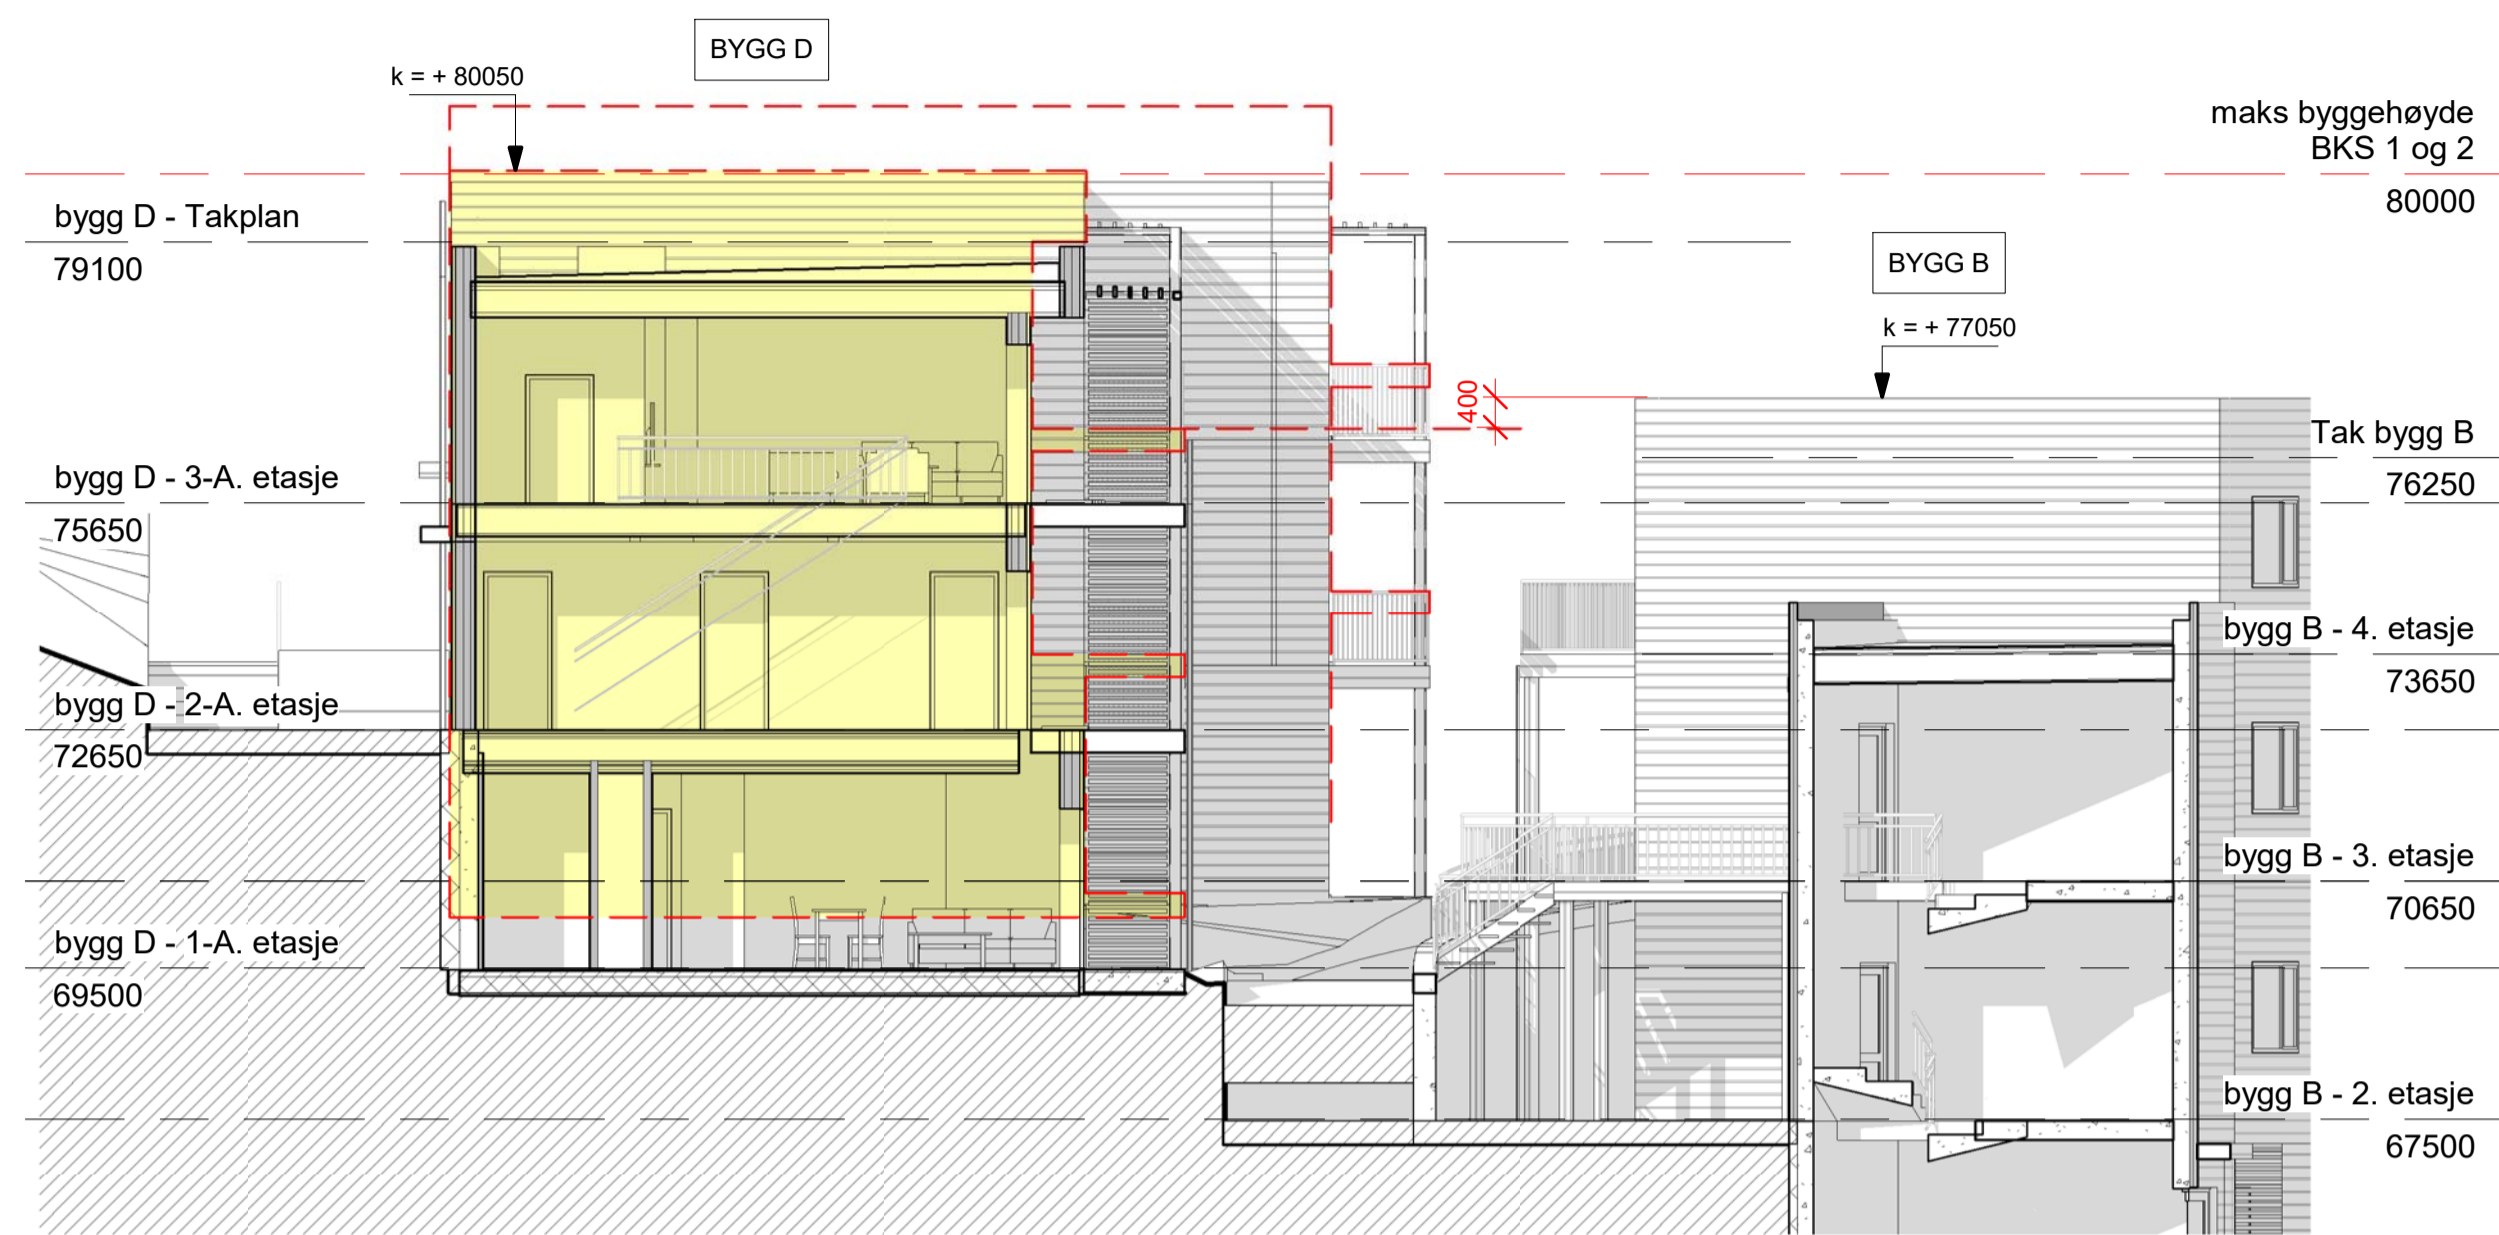 BYGG D
k = + 80050
maks byggehøyde
BKS 1 og 2
80000
bygg D - Takplan
79100
BYGG B
k = + 77050
400
Tak bygg B
76250
bygg D - 3-A. etasje
75650
bygg B - 4. etasje
73650
bygg D - 2-A. etasje
72650
bygg B - 3. etasje
70650
bygg D - 1-A. etasje
69500
bygg B - 2. etasje
67500